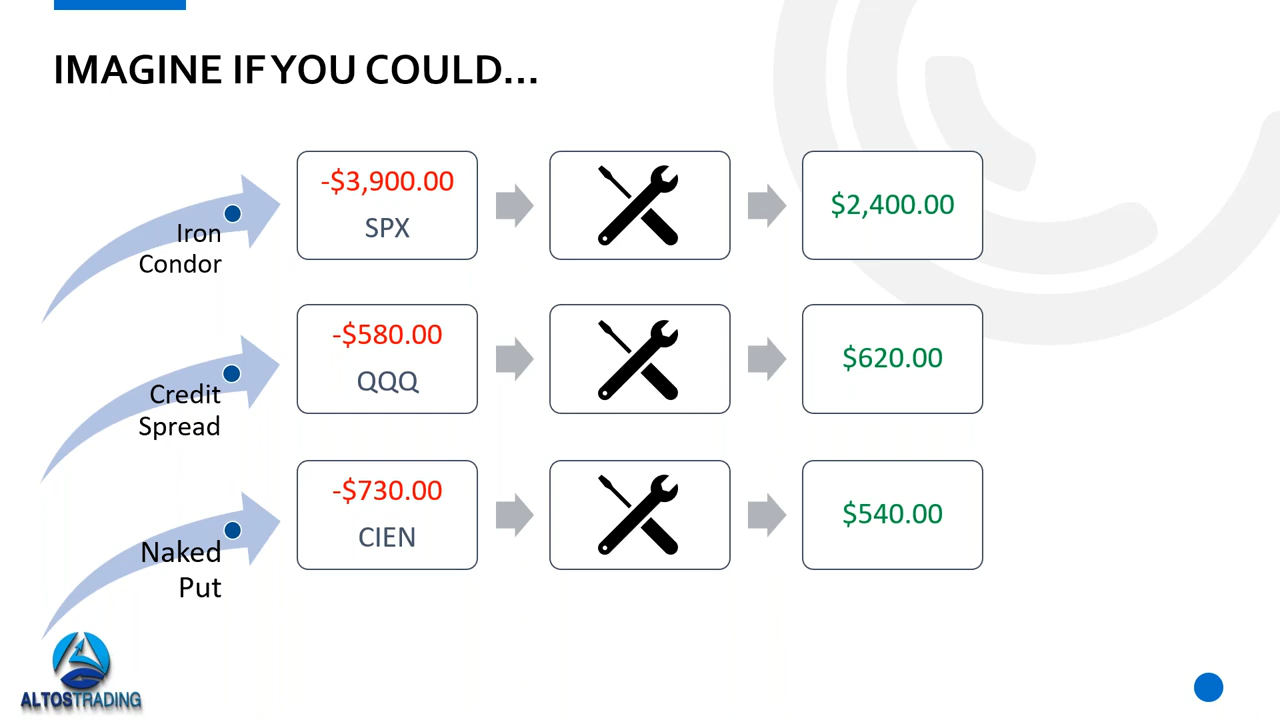 IMAGINE IF YOU COULD...
Iron
Condor
-$3,900.00
SPX
$2,400.00
Credit
Spread
-$580.00
QQQ
$620.00
Naked
Put
-$730.00
CIEN
$540.00
ALTOSTRADING